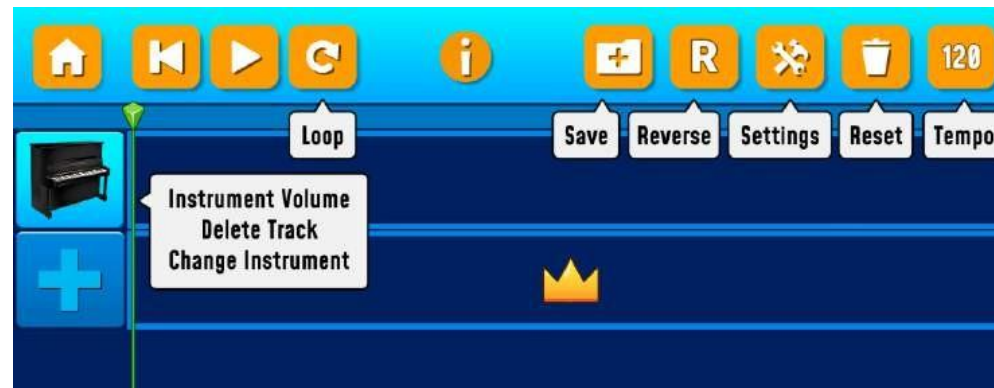 i
R
120
Loop
Save
Reverse
Settings
Reset
Tempo
Instrument Volume
Delete Track
Change Instrument